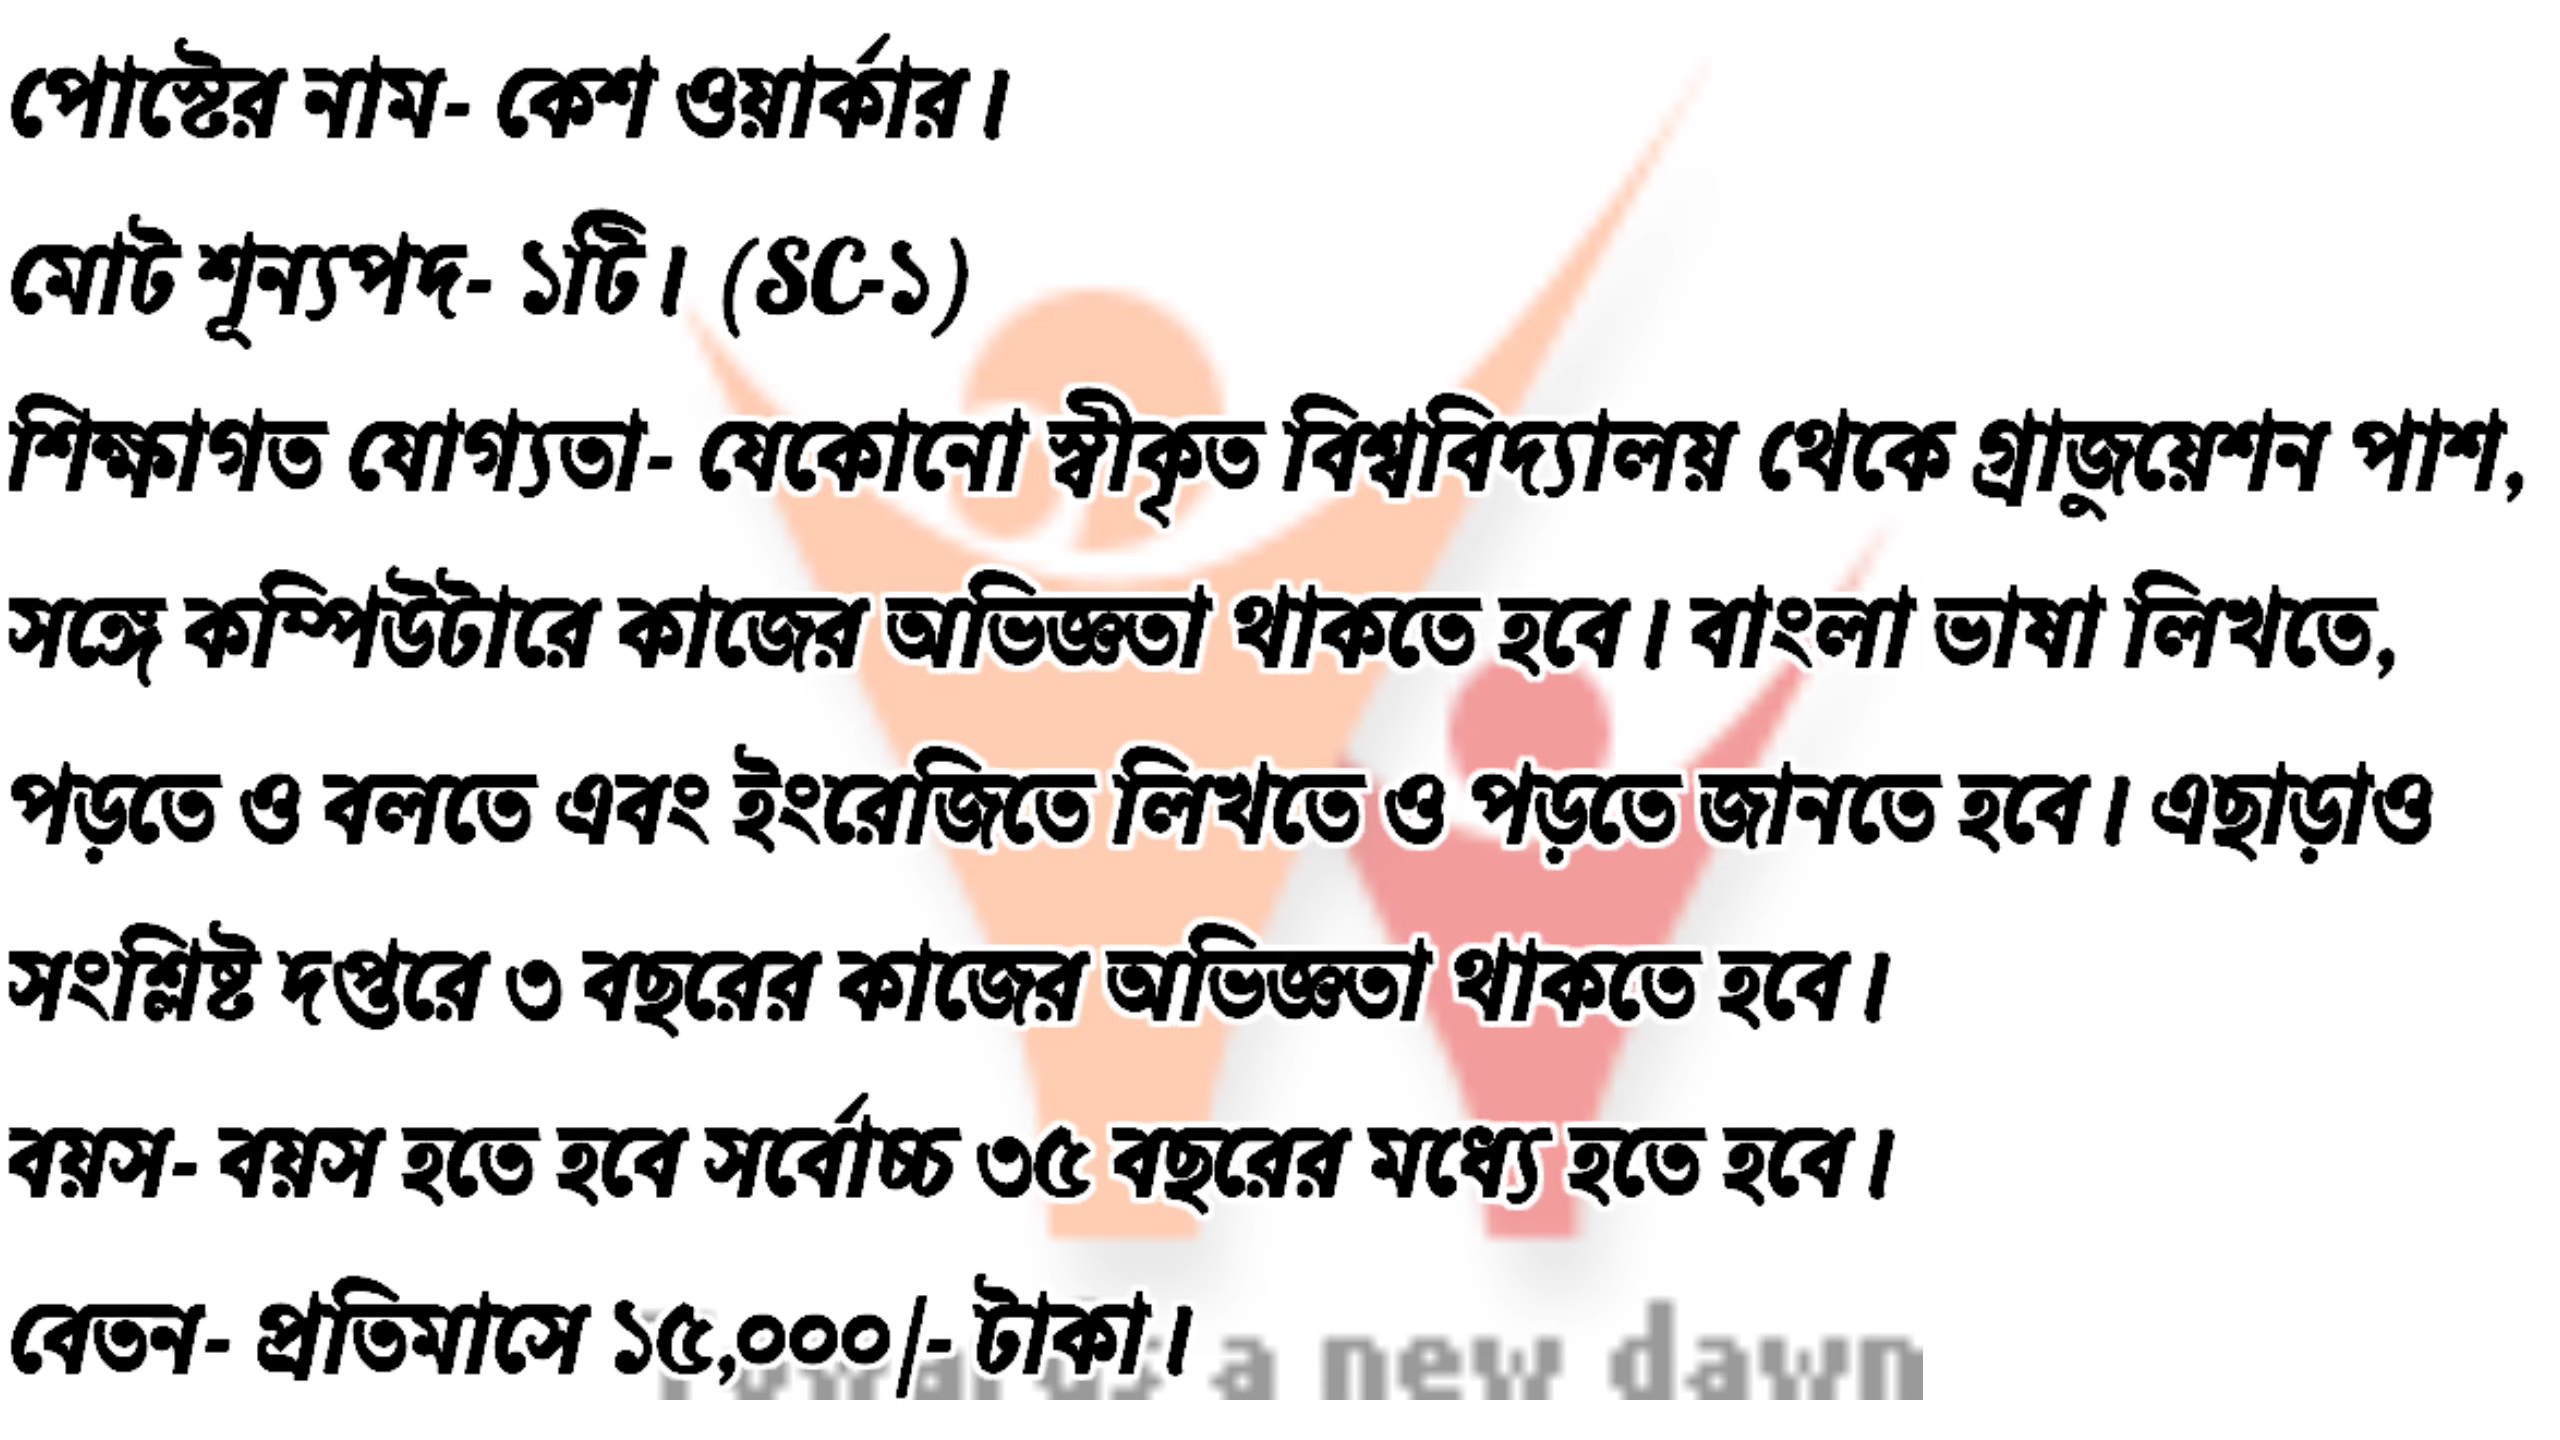 পোস্টের নাম- কেশ ওয়ার্কার।
মোট শূন্যপদ- ১টি। (SC-১)
শিক্ষাগত যোগ্যতা- যেকোনো স্বীকৃত বিশ্ববিদ্যালয় থেকে গ্রাজুয়েশন পাশ,
সঙ্গে কম্পিউটারে কাজের অভিজ্ঞতা থাকতে হবে। বাংলা ভাষা লিখতে,
পড়তে ও বলতে এবং ইংরেজিতে লিখতে ও পড়তে জানতে হবে। এছাড়াও
সংশ্লিষ্ট দপ্তরে ৩ বছরের কাজের অভিজ্ঞতা থাকতে হবে।
বয়স- বয়স হতে হবে সর্বোচ্চ ৩৫ বছরের মধ্যে হতে হবে।
বেতন- প্রতিমাসে ১৫,০০০/- টাকা।
a new dawn